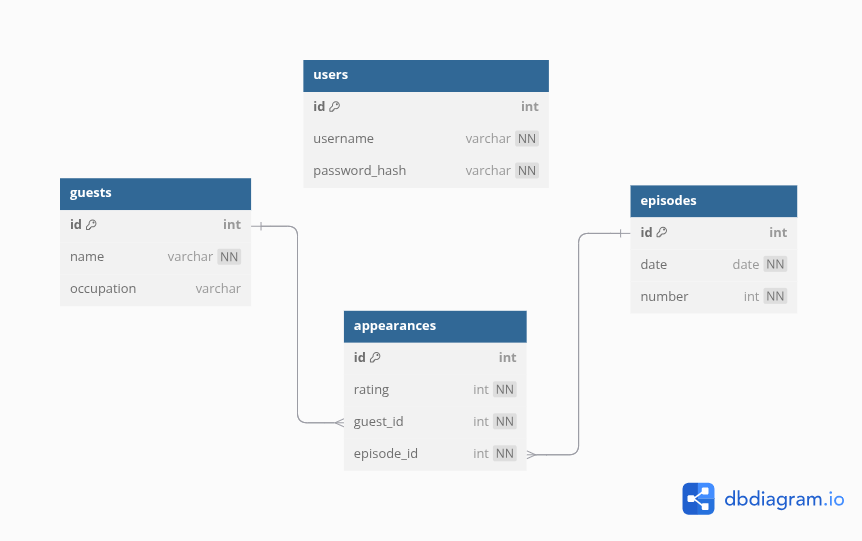 users
id int
username varchar NN
password_hash varchar NN
guests
id int
name varchar NN
occupation varchar
episodes
id int
date date NN
number int NN
appearances
id int
rating int NN
guest_id int NN
episode_id int NN
dbdiagram.io